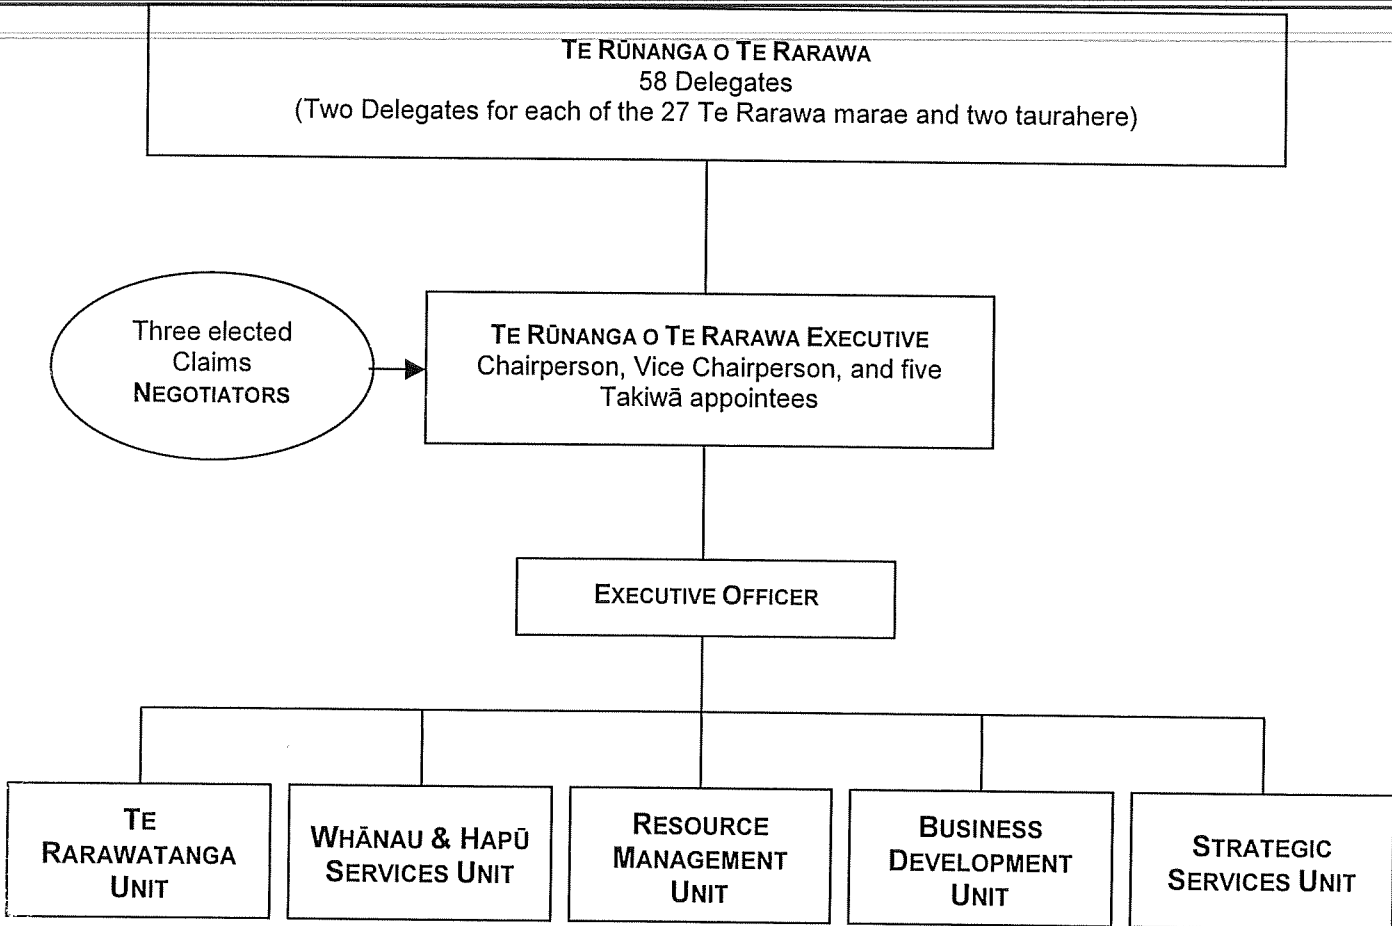 TE RŪNANGA O TE RARAWA
58 Delegates
(Two Delegates for each of the 27 Te Rarawa marae and two taurahere)
Three elected
Claims
NEGOTIATORS
TE RŪNANGA O TE RARAWA EXECUTIVE
Chairperson, Vice Chairperson, and five
Takiwā appointees
EXECUTIVE OFFICER
TE
RARAWATANGA
UNIT
WHĀNAU & HAPŪ
SERVICES UNIT
RESOURCE
MANAGEMENT
UNIT
BUSINESS
DEVELOPMENT
UNIT
STRATEGIC
SERVICES UNIT